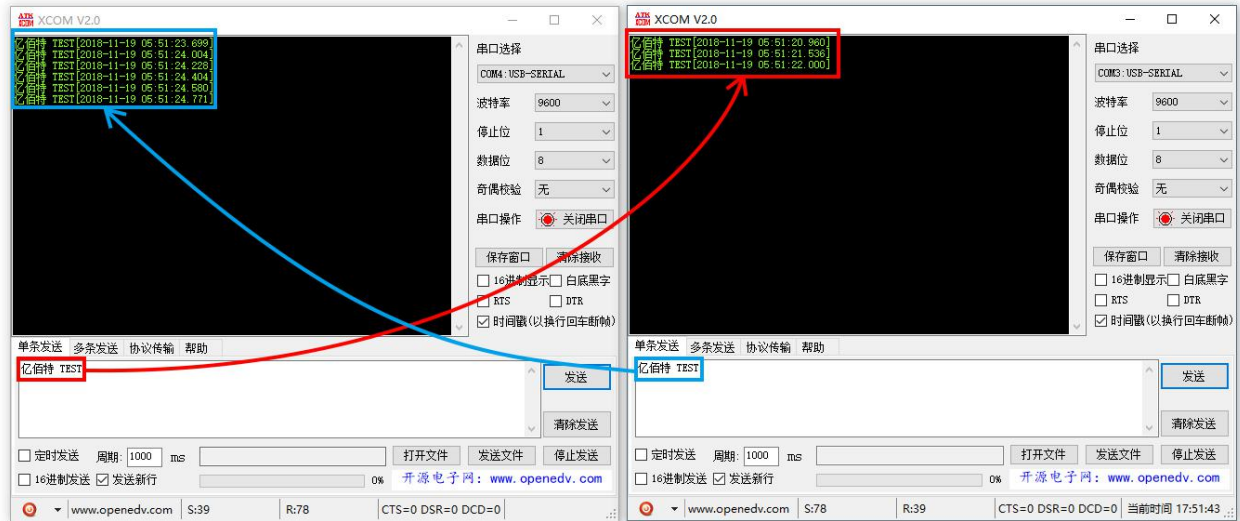 XCOM V2.0
亿佰特 TEST[2018-11-19 05:51:23.699]
亿佰特 TEST[2018-11-19 05:51:24.004]
亿佰特 TEST[2018-11-19 05:51:24.228]
亿佰特 TEST[2018-11-19 05:51:24.404]
亿佰特 TEST[2018-11-19 05:51:24.580]
亿佰特 TEST[2018-11-19 05:51:24.771]
串口选择
COM4:USB-SERIAL
波特率 9600
停止位 1
数据位 8
奇偶校验 无
串口操作 关闭串口
保存窗口 清除接收
16进制显示 白底黑字
RTS DTR
时间戳(以换行回车断帧)
单条发送 多条发送 协议传输 帮助
亿佰特 TEST
发送
清除发送
定时发送 周期: 1000 ms 打开文件 发送文件 停止发送
16进制发送 发送新行 0% 开源电子网: www.openedv.com
www.openedv.com S:39 R:78 CTS=0 DSR=0 DCD=0
XCOM V2.0
亿佰特 TEST[2018-11-19 05:51:20.960]
亿佰特 TEST[2018-11-19 05:51:21.536]
亿佰特 TEST[2018-11-19 05:51:22.000]
串口选择
COM3:USB-SERIAL
波特率 9600
停止位 1
数据位 8
奇偶校验 无
串口操作 关闭串口
保存窗口 清除接收
16进制显示 白底黑字
RTS DTR
时间戳(以换行回车断帧)
单条发送 多条发送 协议传输 帮助
亿佰特 TEST
发送
清除发送
定时发送 周期: 1000 ms 打开文件 发送文件 停止发送
16进制发送 发送新行 0% 开源电子网: www.openedv.com
www.openedv.com S:78 R:39 CTS=0 DSR=0 DCD=0 当前时间 17:51:43